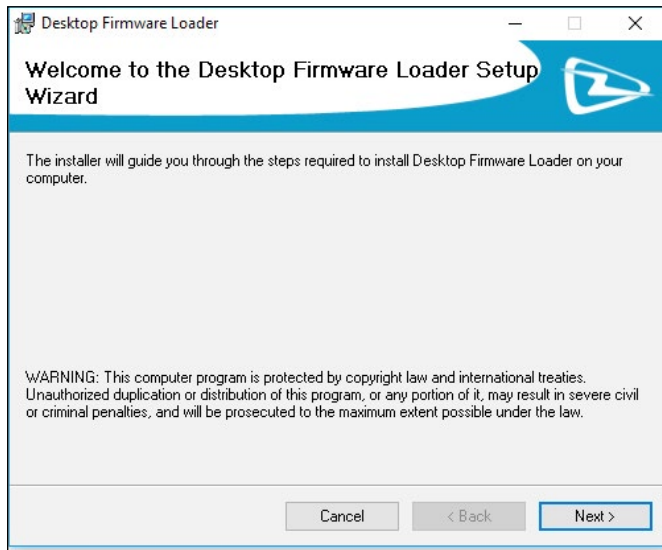 Desktop Firmware Loader
Welcome to the Desktop Firmware Loader Setup
Wizard
The installer will guide you through the steps required to install Desktop Firmware Loader on your
computer.
WARNING: This computer program is protected by copyright law and international treaties.
Unauthorized duplication or distribution of this program, or any portion of it, may result in severe civil
or criminal penalties, and will be prosecuted to the maximum extent possible under the law.
Cancel
< Back
Next >